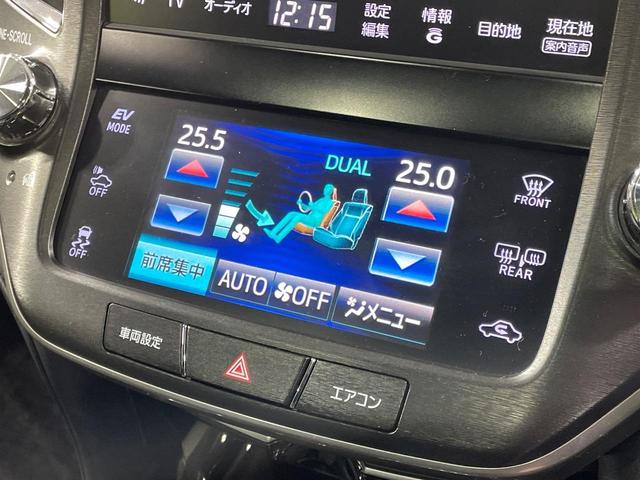 TV オーディオ
12:15
設定
編集
情報
G
目的地
現在地
案内音声
NE-SCROLL
EV
MODE
25.5
DUAL
25.0
OFF
FRONT
OFF
REAR
前席集中
AUTO
OFF
メニュー
車両設定
エアコン